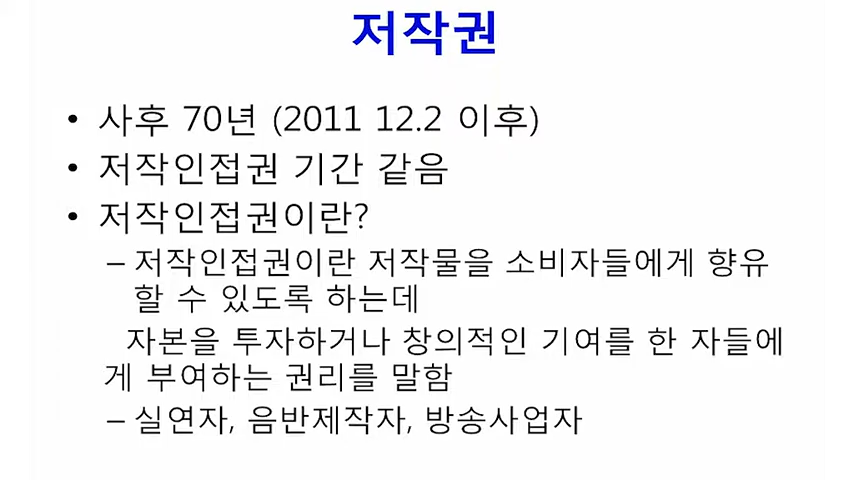 저작권
• 사후 70년 (2011 12.2 이후)
• 저작인접권 기간 같음
• 저작인접권이란?
– 저작인접권이란 저작물을 소비자들에게 향유
할 수 있도록 하는데
자본을 투자하거나 창의적인 기여를 한 자들에
게 부여하는 권리를 말함
– 실연자, 음반제작자, 방송사업자